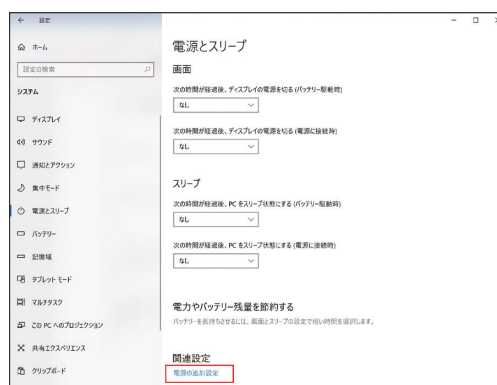 設定
ホーム
設定の検索
システム
ディスプレイ
サウンド
通知とアクション
集中モード
電源とスリープ
バッテリー
記憶域
タブレット モード
マルチタスク
この PC へのプロジェクション
共有エクスペリエンス
クリップボード
電源とスリープ
画面
次の時間が経過後、ディスプレイの電源を切る (バッテリー駆動時)
なし
次の時間が経過後、ディスプレイの電源を切る (電源に接続時)
なし
スリープ
次の時間が経過後、PC をスリープ状態にする (バッテリー駆動時)
なし
次の時間が経過後、PC をスリープ状態にする (電源に接続時)
なし
電力やバッテリー残量を節約する
バッテリーを長持ちさせるには、画面とスリープの設定で短い時間を選択します。
関連設定
電源の追加設定